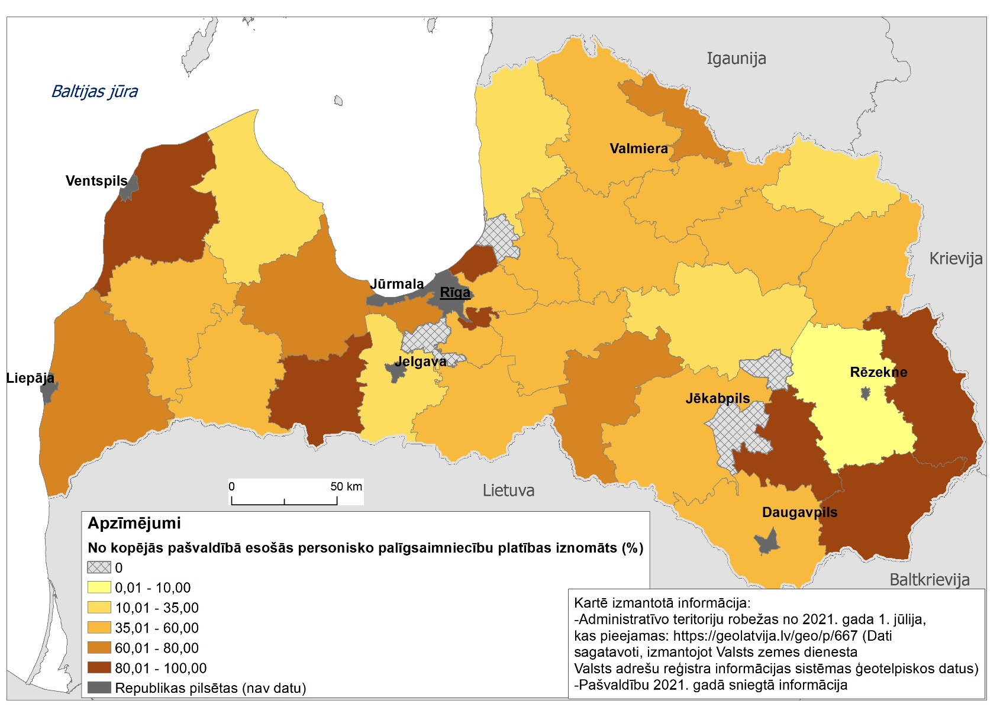 Igaunija
Baltijas jūra
Valmiera
Ventspils
Krievija
Jūrmala
Rīga
Jelgava
Liepāja
Rēzekne
Jēkabpils
0 50 km
Lietuva
Daugavpils
Baltkrievija
Apzīmējumi
No kopējās pašvaldībā esošās personisko palīgsaimniecību platības iznomāts (%)
0
0,01 - 10,00
10,01 - 35,00
35,01 - 60,00
60,01 - 80,00
80,01 - 100,00
Republikas pilsētas (nav datu)
Kartē izmantotā informācija:
-Administratīvo teritoriju robežas no 2021. gada 1. jūlija,
kas pieejamas: https://geolatvija.lv/geo/p/667 (Dati
sagatavoti, izmantojot Valsts zemes dienesta
Valsts adrešu reģistra informācijas sistēmas ģeotelpiskos datus)
-Pašvaldību 2021. gadā sniegtā informācija